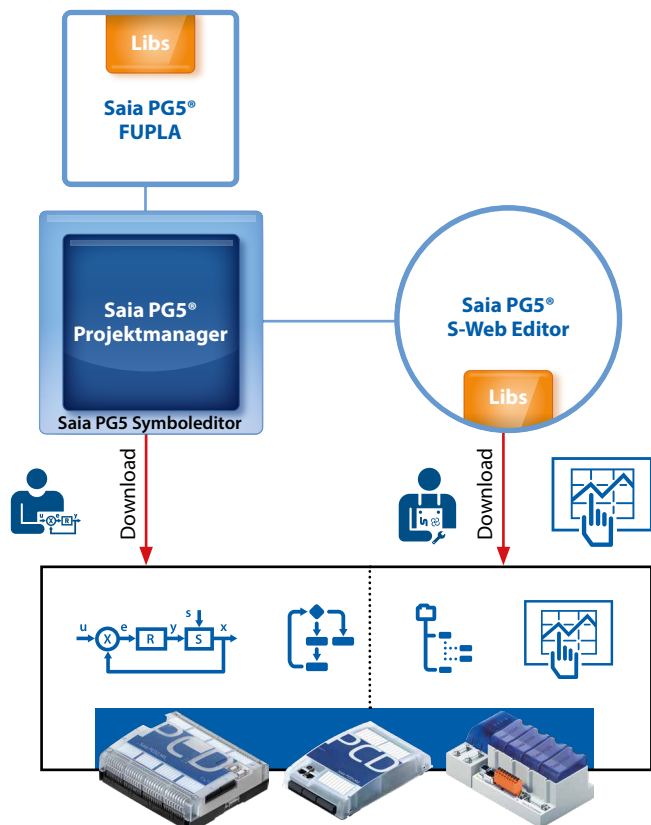 Libs
Saia PG5®
FUPLA
Saia PG5®
Projektmanager
Saia PG5 Symboleditor
Saia PG5®
S-Web Editor
Libs
Download
Download
u
X
e
R
y
u
X
e
R
y
s
S
x
PCD
PCD